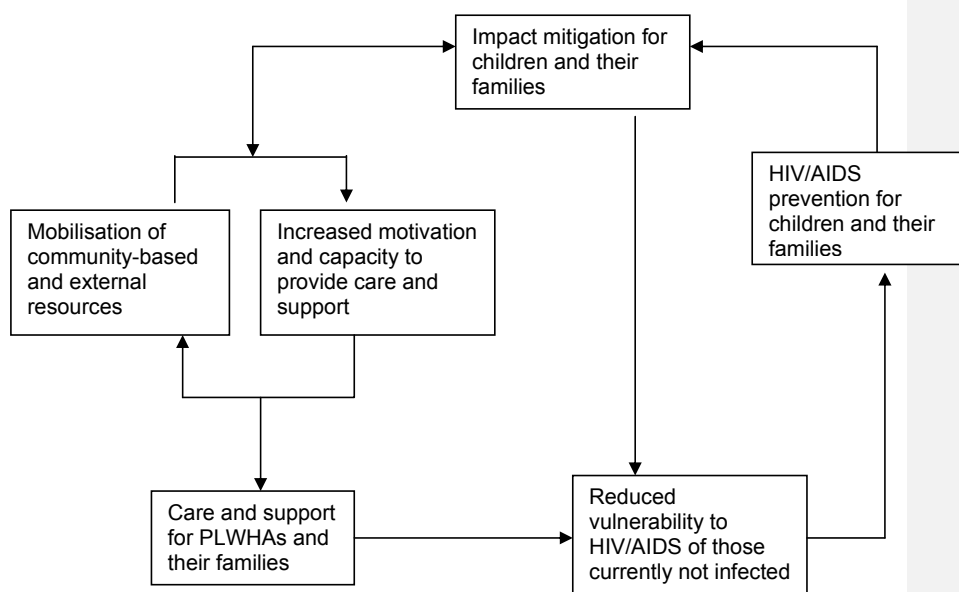 Impact mitigation for
children and their
families
HIV/AIDS
prevention for
children and their
families
Mobilisation of
community-based
and external
resources
Increased motivation
and capacity to
provide care and
support
Care and support
for PLWHAs and
their families
Reduced
vulnerability to
HIV/AIDS of those
currently not infected